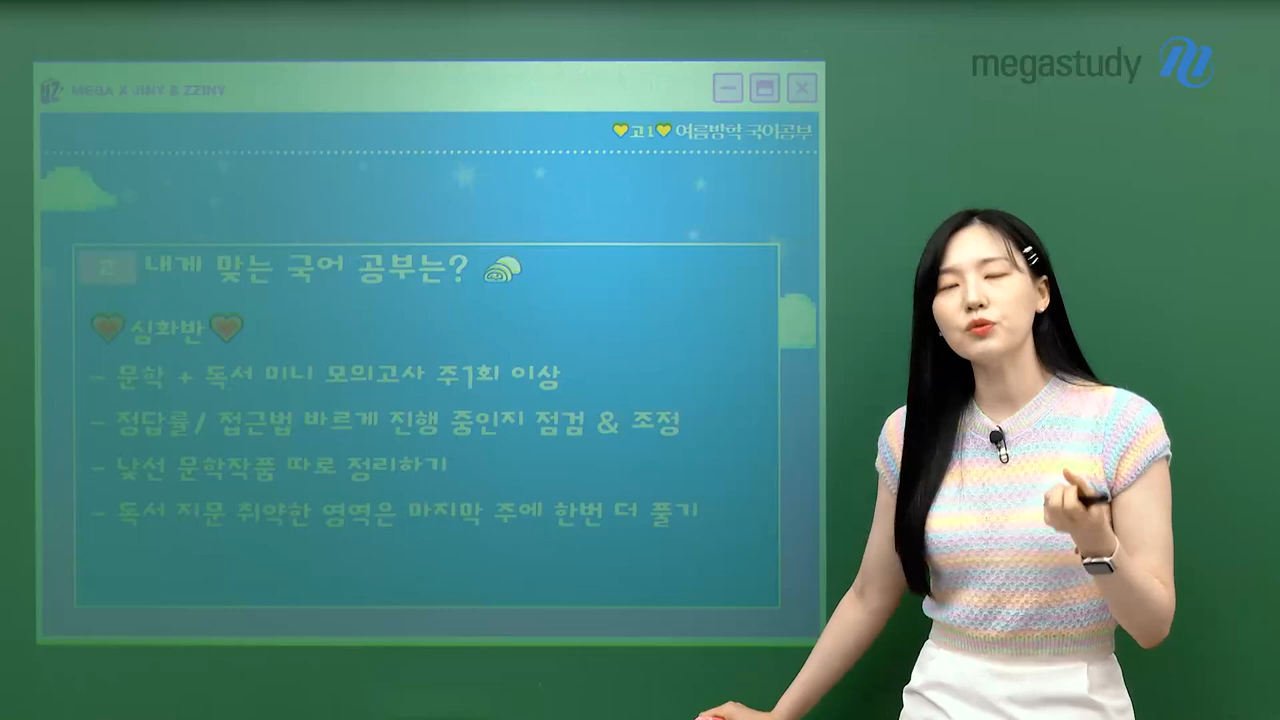 megastudy
MEGA X JINY & ZZINY
고1 여름방학 국어공부
내게 맞는 국어 공부는?
심화반
- 문학 + 독서 미니 모의고사 주1회 이상
- 정답률/ 접근법 바르게 진행 중인지 점검 & 조정
- 낯선 문학작품 따로 정리하기
- 독서 지문 취약한 영역은 마지막 주에 한번 더 풀기